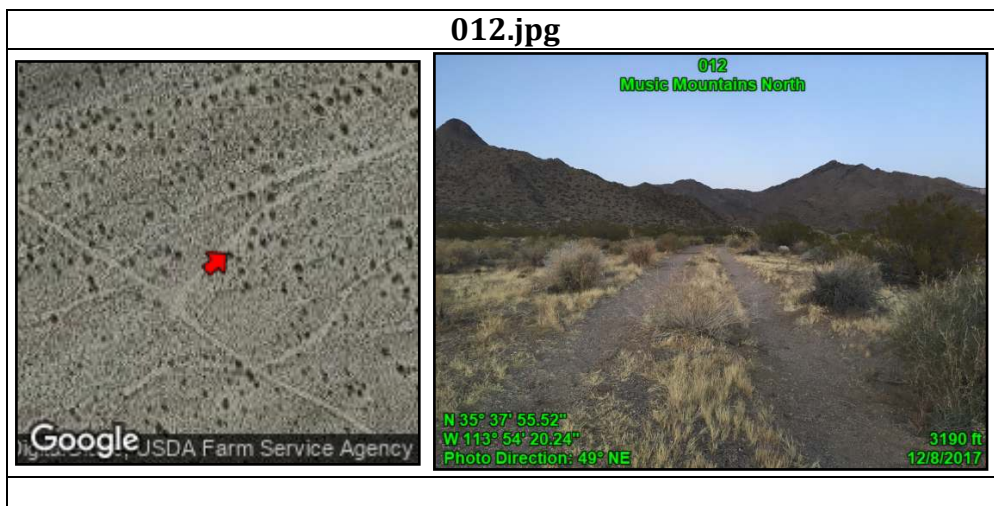 012.jpg
Google
USDA Farm Service Agency
012
Music Mountains North
N 35° 37' 55.52"
W 113° 54' 20.24"
Photo Direction: 49° NE
3190 ft
12/8/2017